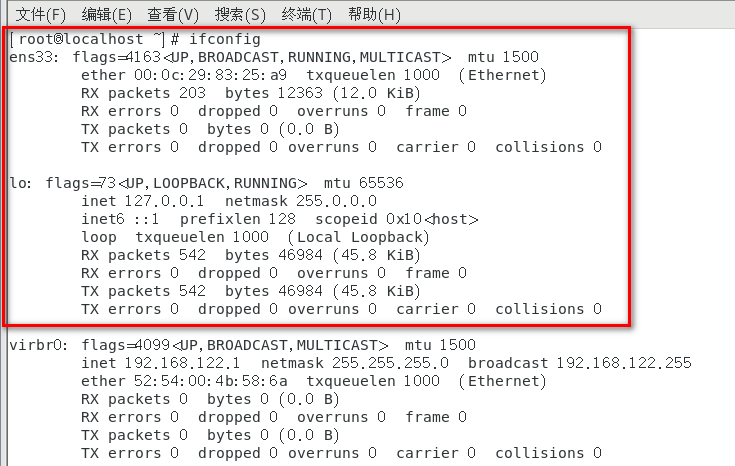 文件(F) 编辑(E) 查看(V) 搜索(S) 终端(T) 帮助(H)
[root@localhost ~]# ifconfig
ens33: flags=4163<UP,BROADCAST,RUNNING,MULTICAST>  mtu 1500
        ether 00:0c:29:83:25:a9  txqueuelen 1000  (Ethernet)
        RX packets 203  bytes 12363 (12.0 KiB)
        RX errors 0  dropped 0  overruns 0  frame 0
        TX packets 0  bytes 0 (0.0 B)
        TX errors 0  dropped 0 overruns 0  carrier 0  collisions 0

lo: flags=73<UP,LOOPBACK,RUNNING>  mtu 65536
        inet 127.0.0.1  netmask 255.0.0.0
        inet6 ::1  prefixlen 128  scopeid 0x10<host>
        loop  txqueuelen 1000  (Local Loopback)
        RX packets 542  bytes 46984 (45.8 KiB)
        RX errors 0  dropped 0  overruns 0  frame 0
        TX packets 542  bytes 46984 (45.8 KiB)
        TX errors 0  dropped 0 overruns 0  carrier 0  collisions 0

virbr0: flags=4099<UP,BROADCAST,MULTICAST>  mtu 1500
        inet 192.168.122.1  netmask 255.255.255.0  broadcast 192.168.122.255
        ether 52:54:00:4b:58:6a  txqueuelen 1000  (Ethernet)
        RX packets 0  bytes 0 (0.0 B)
        RX errors 0  dropped 0  overruns 0  frame 0
        TX packets 0  bytes 0 (0.0 B)
        TX errors 0  dropped 0 overruns 0  carrier 0  collisions 0